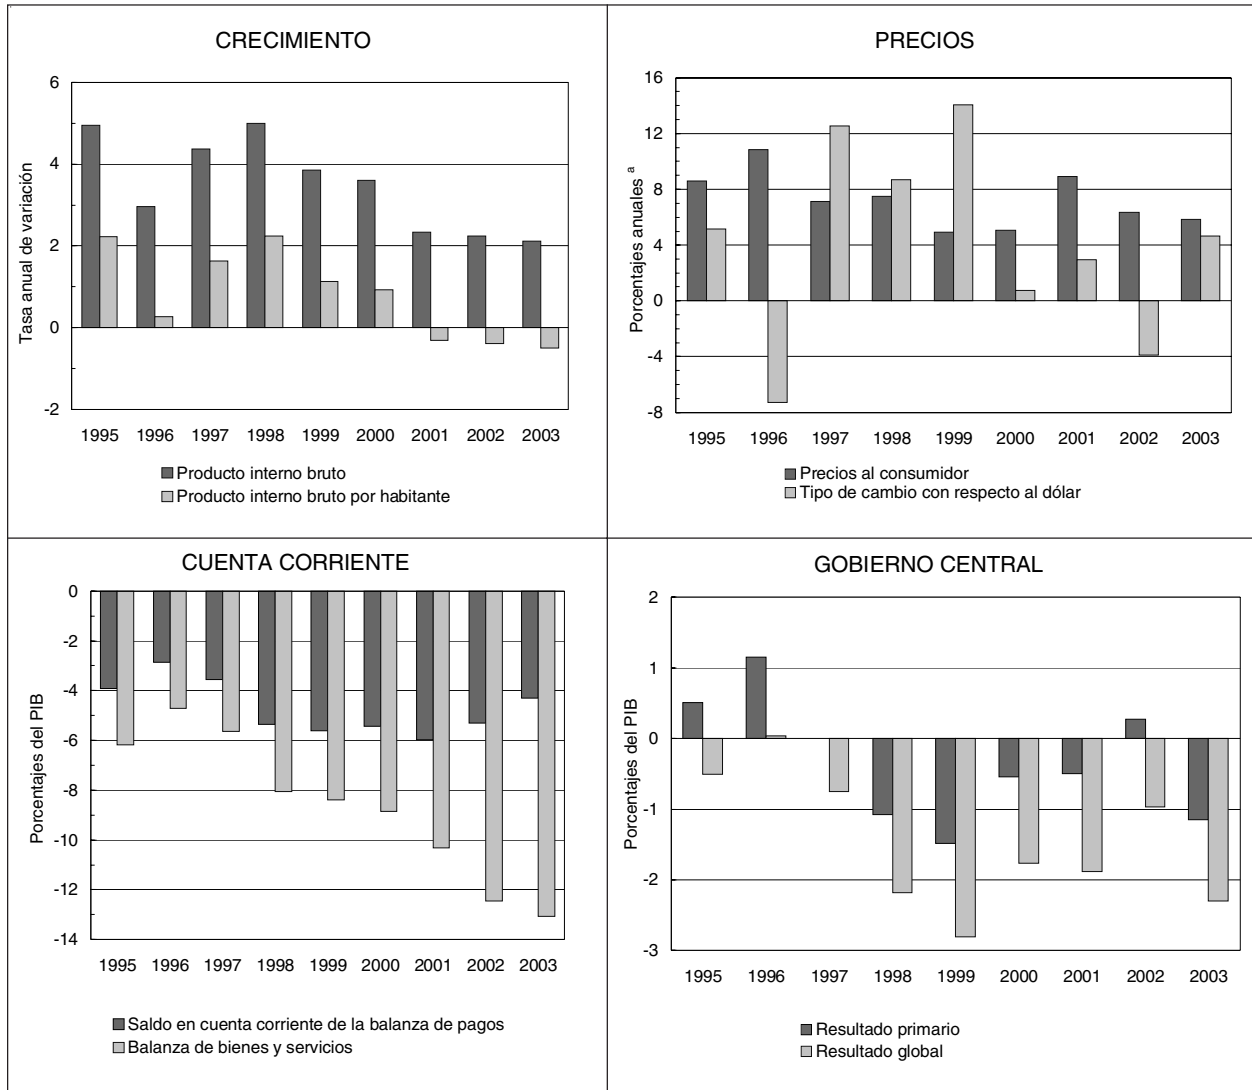 CRECIMIENTO
Tasa anual de variación
6
4
2
0
-2
1995 1996 1997 1998 1999 2000 2001 2002 2003
Producto interno bruto
Producto interno bruto por habitante
PRECIOS
Porcentajes anuales a
16
12
8
4
0
-4
-8
1995 1996 1997 1998 1999 2000 2001 2002 2003
Precios al consumidor
Tipo de cambio con respecto al dólar
CUENTA CORRIENTE
Porcentajes del PIB
0
-2
-4
-6
-8
-10
-12
-14
1995 1996 1997 1998 1999 2000 2001 2002 2003
Saldo en cuenta corriente de la balanza de pagos
Balanza de bienes y servicios
GOBIERNO CENTRAL
Porcentajes del PIB
2
1
0
-1
-2
-3
1995 1996 1997 1998 1999 2000 2001 2002 2003
Resultado primario
Resultado global